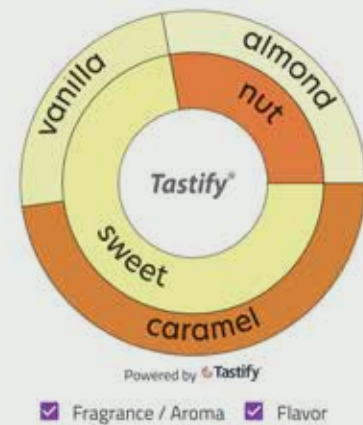 vanilla
almond
nut
Tastify®
sweet
caramel
Powered by Tastify
Fragrance / Aroma
Flavor